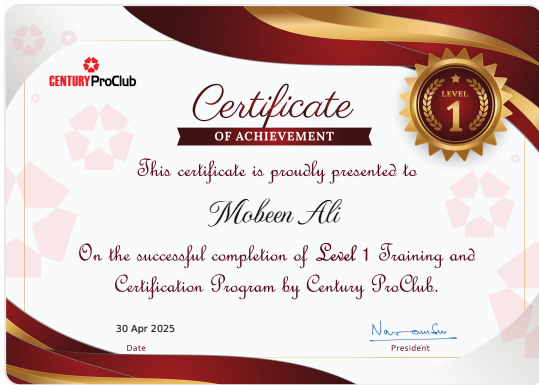 CENTURY ProClub
Certificate
OF ACHIEVEMENT
LEVEL
1
This certificate is proudly presented to
Mobeen Ali
On the successful completion of Level 1 Training and
Certification Program by Century ProClub.
30 Apr 2025
Date
President